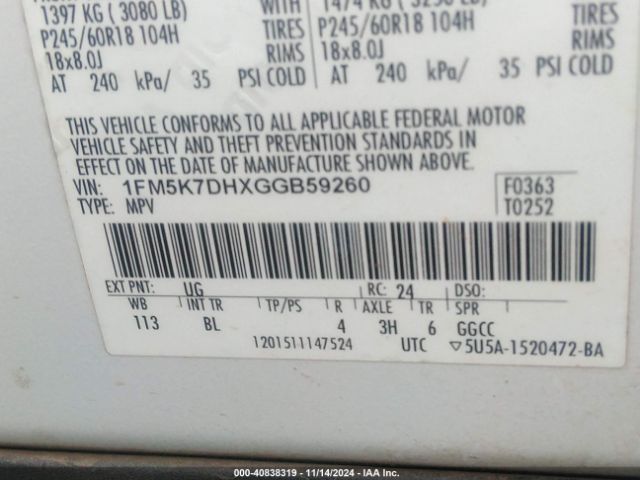 1397 KG ( 3080 LB) WITH 1474 KG ( 3250 LB)
P245/60R18 104H TIRES P245/60R18 104H TIRES
18x8.0J RIMS 18x8.0J RIMS
AT 240 kPa/ 35 PSI COLD AT 240 kPa/ 35 PSI COLD
THIS VEHICLE CONFORMS TO ALL APPLICABLE FEDERAL MOTOR
VEHICLE SAFETY AND THEFT PREVENTION STANDARDS IN
EFFECT ON THE DATE OF MANUFACTURE SHOWN ABOVE.
VIN: 1FM5K7DHXGGB59260 F0363
TYPE: MPV T0252
EXT PNT: UG RC: 24 DSO:
WB INT TR TP/PS R AXLE TR SPR
113 BL 4 3H 6 GGCC
1201511147524 UTC ▽5U5A-1520472-BA
000-40838319 - 11/14/2024 - IAA Inc.